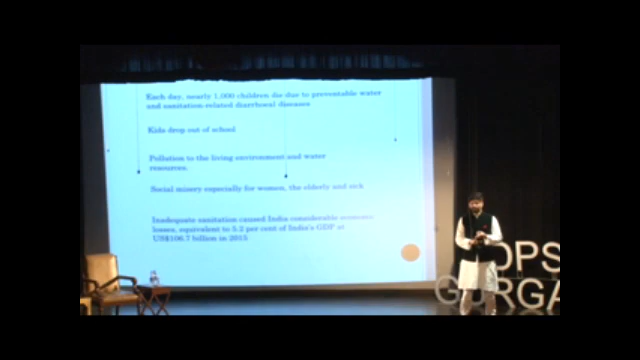 Each day, nearly 1,000 children die due to preventable water
and sanitation-related diarrhoeal diseases
Kids drop out of school
Pollution to the living environment and water
resources.
Social misery especially for women, the elderly and sick
Inadequate sanitation caused India considerable economic
losses, equivalent to 5.2 per cent of India's GDP at
US$106.7 billion in 2015
DPS
GURGA